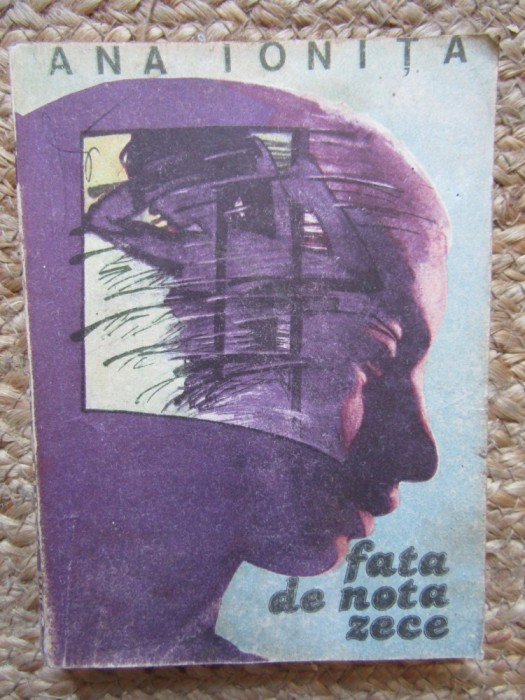 ANA IONIȚA
fata
de nota
zece